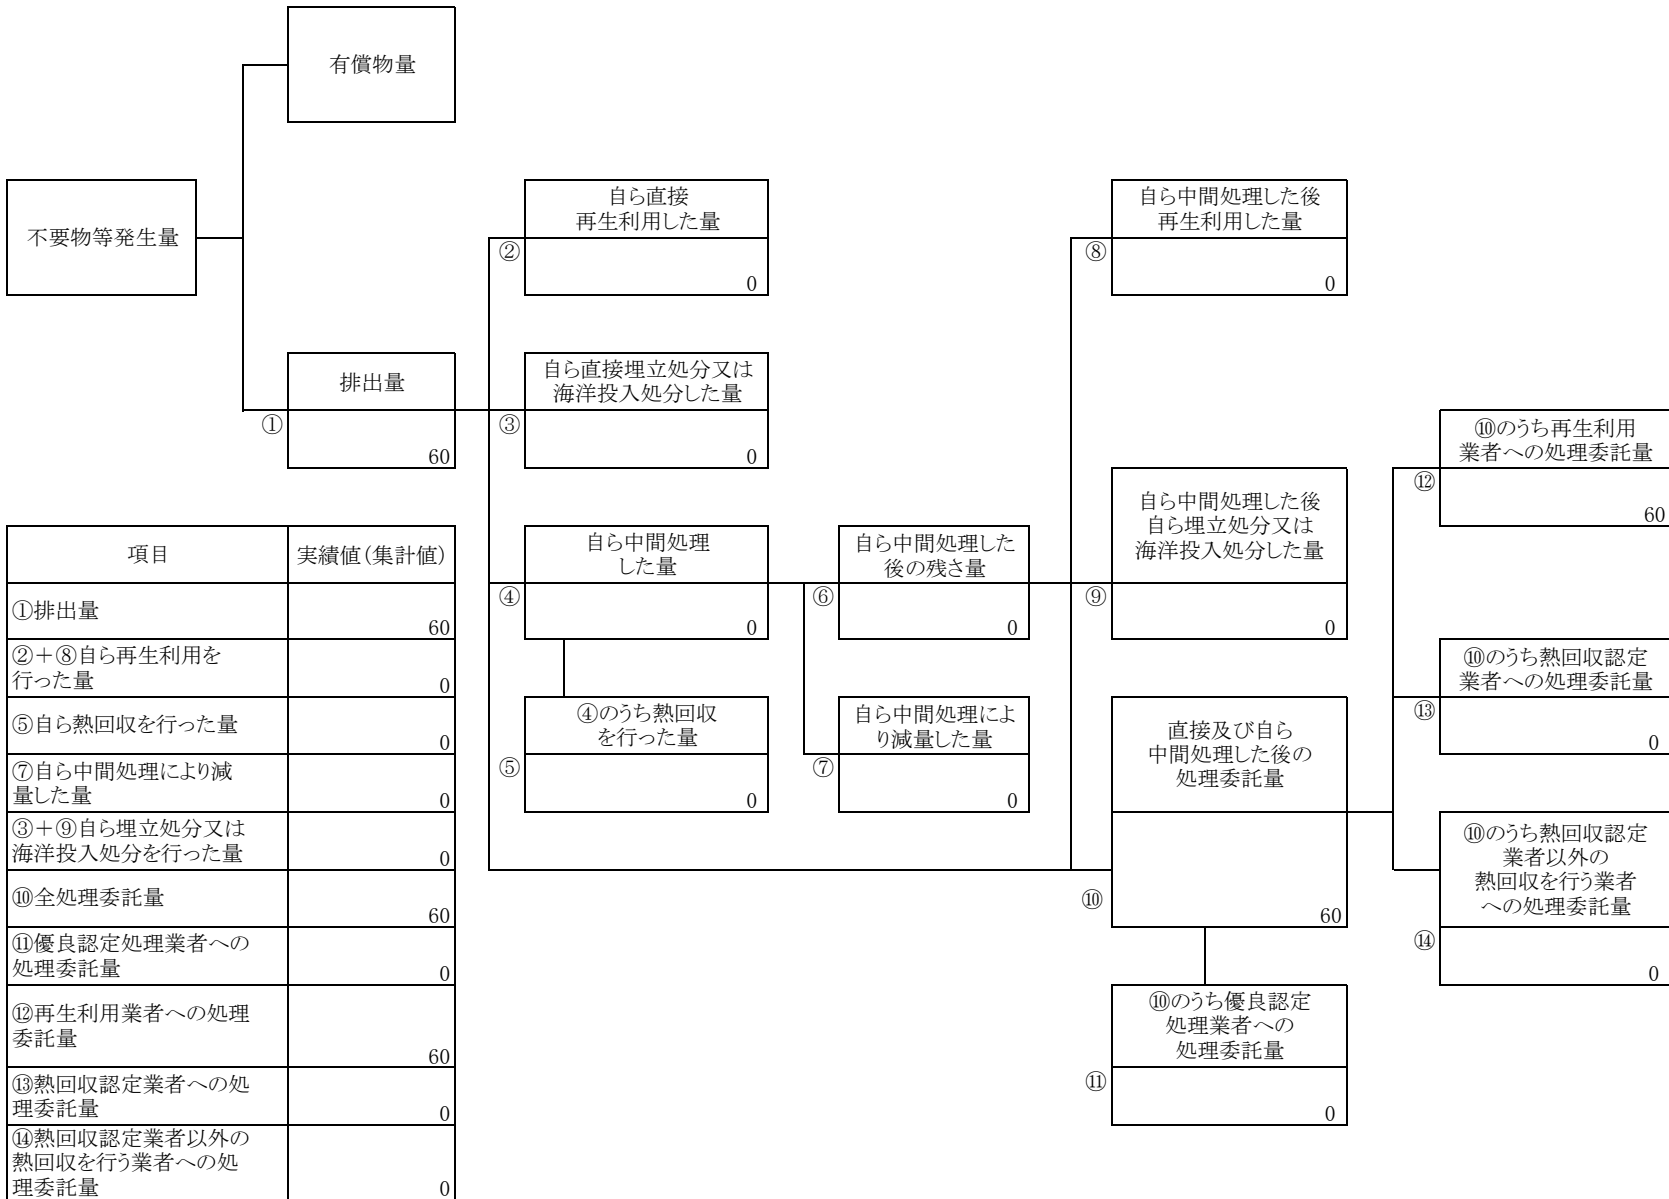 有償物量
不要物等発生量
排出量
①
60
自ら直接
再生利用した量
②
0
自ら直接埋立処分又は
海洋投入処分した量
③
0
自ら中間処理
した量
④
0
④のうち熱回収
を行った量
⑤
0
自ら中間処理した
後の残さ量
⑥
0
自ら中間処理によ
り減量した量
⑦
0
自ら中間処理した後
再生利用した量
⑧
0
自ら中間処理した後
自ら埋立処分又は
海洋投入処分した量
⑨
0
直接及び自ら
中間処理した後の
処理委託量
⑩
60
⑩のうち優良認定
処理業者への
処理委託量
⑪
0
⑩のうち再生利用
業者への処理委託量
⑫
60
⑩のうち熱回収認定
業者への処理委託量
⑬
0
⑩のうち熱回収認定
業者以外の
熱回収を行う業者
への処理委託量
⑭
0
項目 実績値(集計値)
①排出量
60
②+⑧自ら再生利用を
行った量
0
⑤自ら熱回収を行った量
0
⑦自ら中間処理により減
量した量
0
③+⑨自ら埋立処分又は
海洋投入処分を行った量
0
⑩全処理委託量
60
⑪優良認定処理業者への
処理委託量
0
⑫再生利用業者への処理
委託量
60
⑬熱回収認定業者への処
理委託量
0
⑭熱回収認定業者以外の
熱回収を行う業者への処
理委託量
0